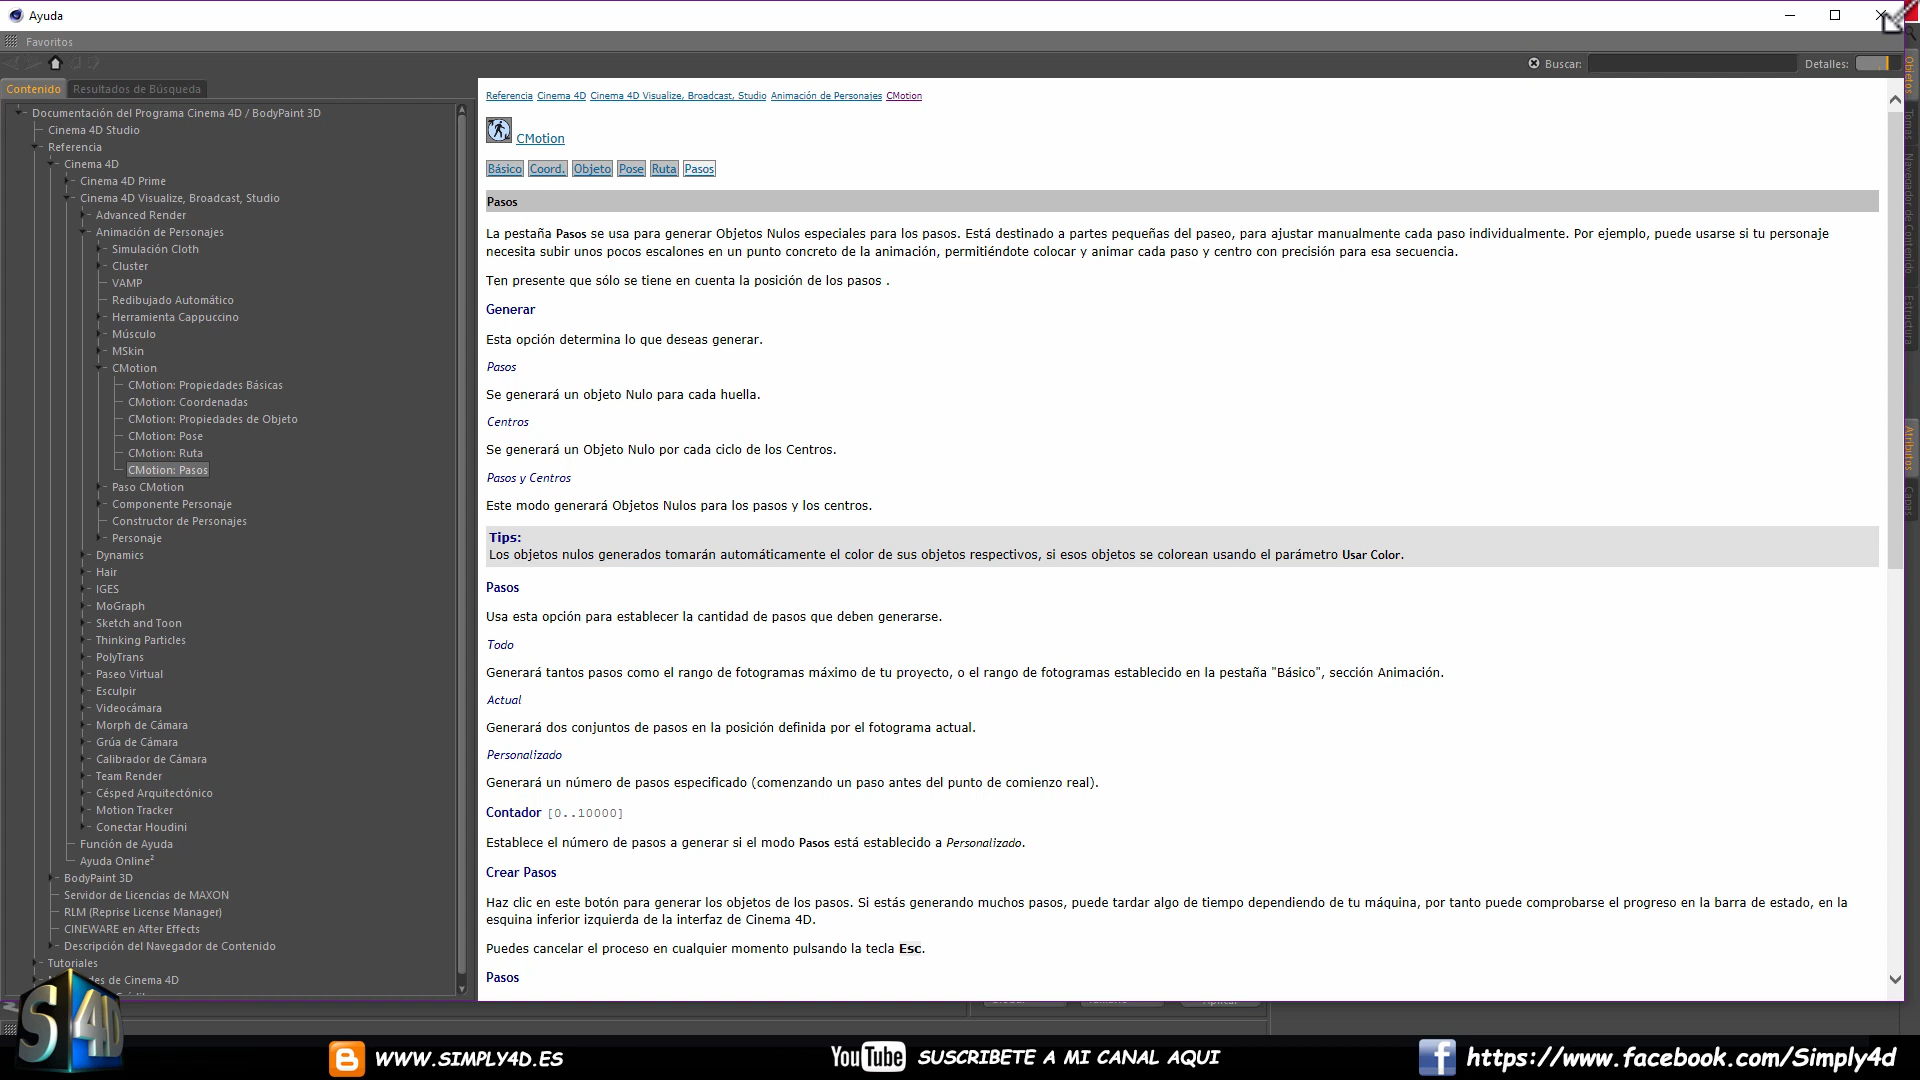 Ayuda
Favoritos
Buscar:
Detalles:
Contenido
Resultados de Búsqueda
Documentación del Programa Cinema 4D / BodyPaint 3D
Cinema 4D Studio
Referencia
Cinema 4D
Cinema 4D Prime
Cinema 4D Visualize, Broadcast, Studio
Advanced Render
Animación de Personajes
Simulación Cloth
Cluster
VAMP
Redibujado Automático
Herramienta Cappuccino
Músculo
MSkin
CMotion
CMotion: Propiedades Básicas
CMotion: Coordenadas
CMotion: Propiedades de Objeto
CMotion: Pose
CMotion: Ruta
CMotion: Pasos
Paso CMotion
Componente Personaje
Constructor de Personajes
Personaje
Dynamics
Hair
IGES
MoGraph
Sketch and Toon
Thinking Particles
PolyTrans
Paseo Virtual
Esculpir
Videocámara
Morph de Cámara
Grúa de Cámara
Calibrador de Cámara
Team Render
Césped Arquitectónico
Motion Tracker
Conectar Houdini
Función de Ayuda
Ayuda Online²
BodyPaint 3D
Servidor de Licencias de MAXON
RLM (Reprise License Manager)
CINEWARE en After Effects
Descripción del Navegador de Contenido
Tutoriales
des de Cinema 4D
Referencia Cinema 4D Cinema 4D Visualize, Broadcast, Studio Animación de Personajes CMotion
CMotion
Básico Coord. Objeto Pose Ruta Pasos
Pasos
La pestaña Pasos se usa para generar Objetos Nulos especiales para los pasos. Está destinado a partes pequeñas del paseo, para ajustar manualmente cada paso individualmente. Por ejemplo, puede usarse si tu personaje
necesita subir unos pocos escalones en un punto concreto de la animación, permitiéndote colocar y animar cada paso y centro con precisión para esa secuencia.
Ten presente que sólo se tiene en cuenta la posición de los pasos .
Generar
Esta opción determina lo que deseas generar.
Pasos
Se generará un objeto Nulo para cada huella.
Centros
Se generará un Objeto Nulo por cada ciclo de los Centros.
Pasos y Centros
Este modo generará Objetos Nulos para los pasos y los centros.
Tips:
Los objetos nulos generados tomarán automáticamente el color de sus objetos respectivos, si esos objetos se colorean usando el parámetro Usar Color.
Pasos
Usa esta opción para establecer la cantidad de pasos que deben generarse.
Todo
Generará tantos pasos como el rango de fotogramas máximo de tu proyecto, o el rango de fotogramas establecido en la pestaña "Básico", sección Animación.
Actual
Generará dos conjuntos de pasos en la posición definida por el fotograma actual.
Personalizado
Generará un número de pasos especificado (comenzando un paso antes del punto de comienzo real).
Contador [0..10000]
Establece el número de pasos a generar si el modo Pasos está establecido a Personalizado.
Crear Pasos
Haz clic en este botón para generar los objetos de los pasos. Si estás generando muchos pasos, puede tardar algo de tiempo dependiendo de tu máquina, por tanto puede comprobarse el progreso en la barra de estado, en la
esquina inferior izquierda de la interfaz de Cinema 4D.
Puedes cancelar el proceso en cualquier momento pulsando la tecla Esc.
Pasos
Objetos
Tomas
Navegador de Contenido
Estructura
Atributos
Capas
S4D
WWW.SIMPLY4D.ES
YouTube SUSCRIBETE A MI CANAL AQUI
https://www.facebook.com/Simply4d